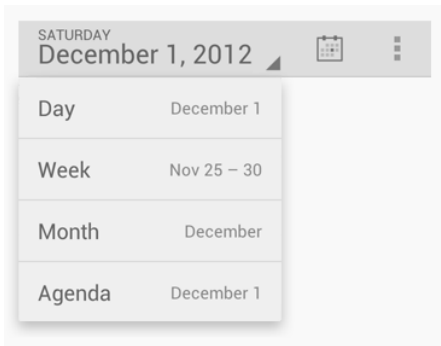 SATURDAY
December 1, 2012
Day December 1
Week Nov 25 – 30
Month December
Agenda December 1